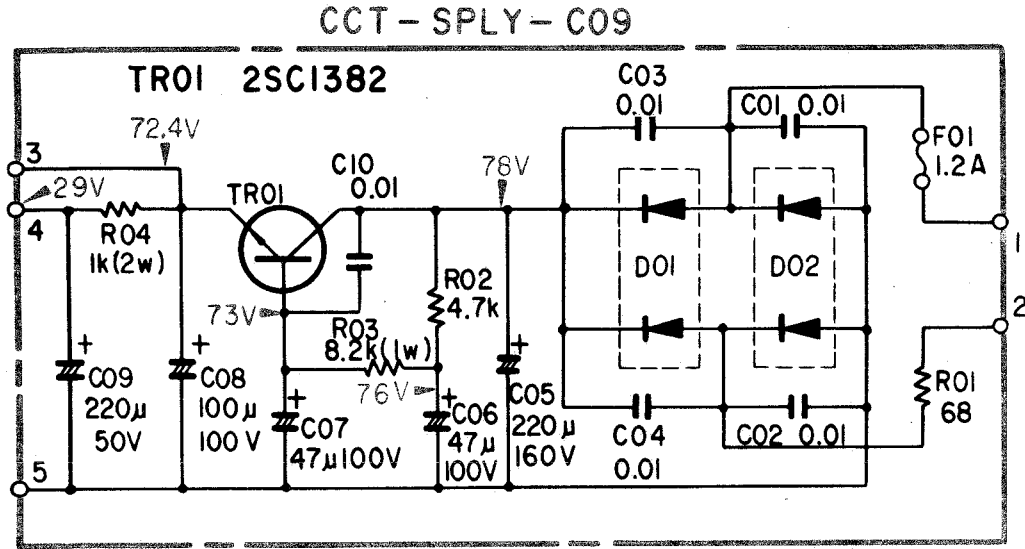 CCT-SPLY-C09
TR01 2SC1382
C03
0.01
C01 0.01
72.4V
F01
1.2A
3
C10
0.01
78V
29V
TR01
4
R04
1k(2w)
1
D01
D02
R02
4.7k
2
73V
R03
8.2k(1w)
+
+
+
C09
220μ
50V
C08
100μ
100V
76V
+
+
C07
47μ100V
C06
47μ
100V
C05
220μ
160V
R01
68
C04
0.01
C02 0.01
5